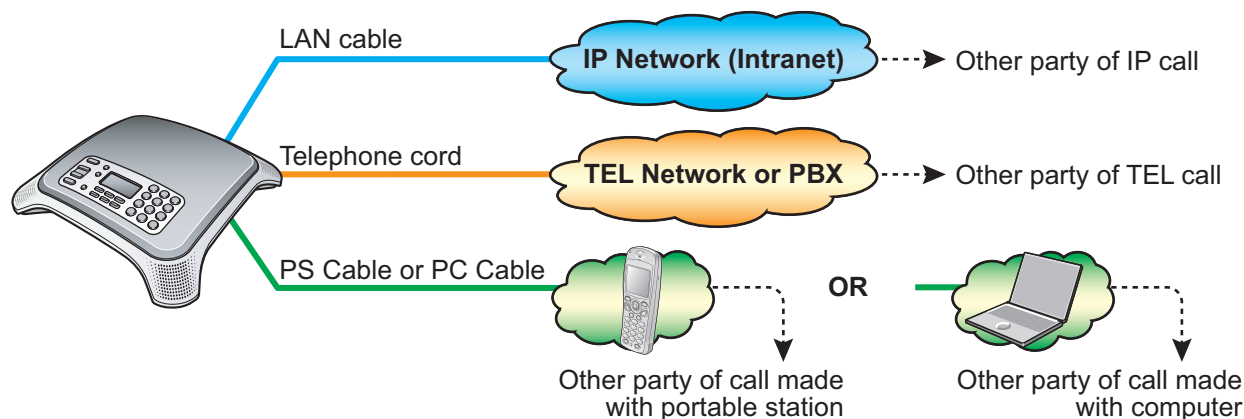 LAN cable
IP Network (Intranet)
Other party of IP call
Telephone cord
TEL Network or PBX
Other party of TEL call
PS Cable or PC Cable
OR
Other party of call made
with portable station
Other party of call made
with computer